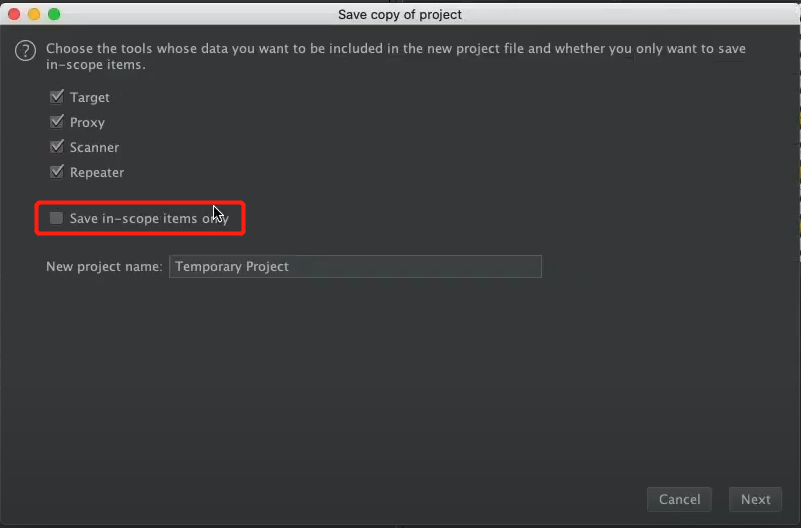 Save copy of project
? Choose the tools whose data you want to be included in the new project file and whether you only want to save
in-scope items.
Target
Proxy
Scanner
Repeater
Save in-scope items only
New project name: Temporary Project
Cancel Next